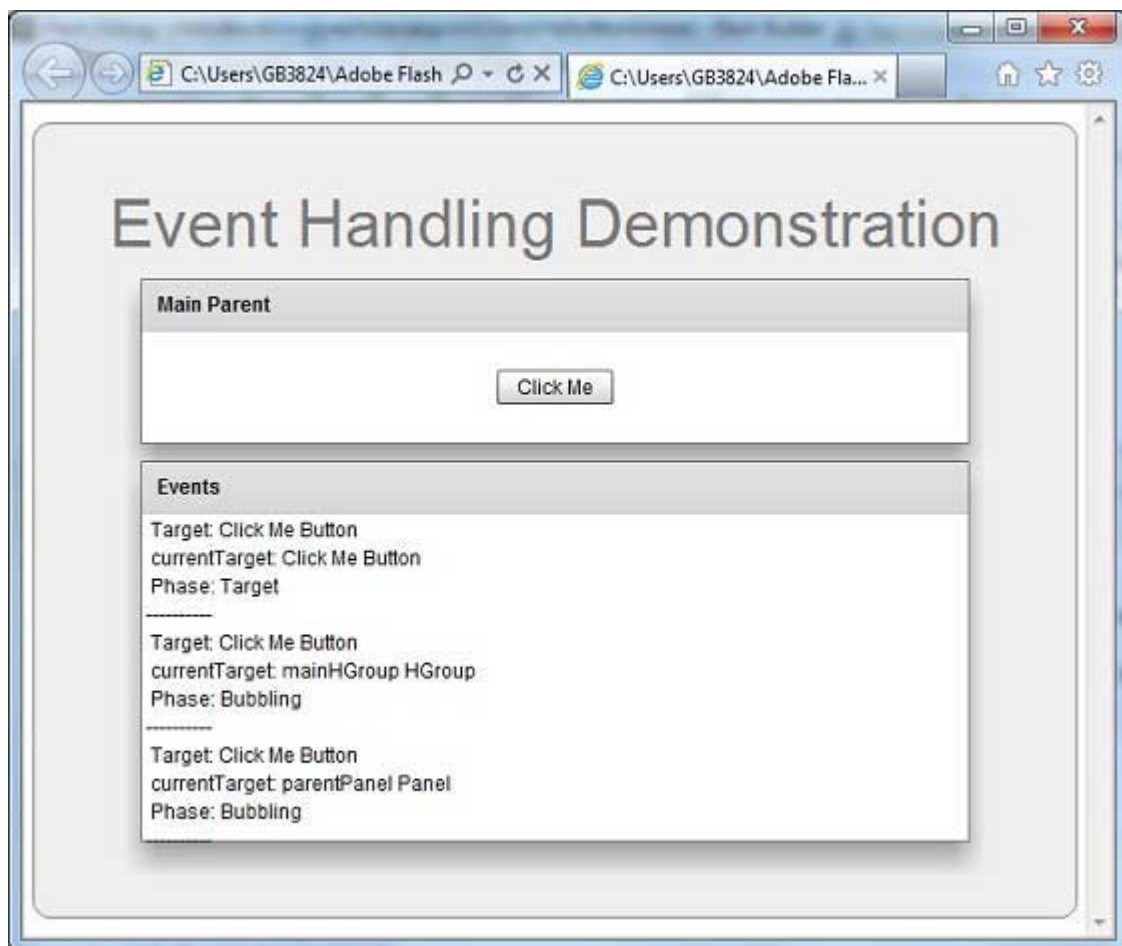 C:\Users\GB3824\Adobe Flash
C:\Users\GB3824\Adobe Fla...
Event Handling Demonstration
Main Parent
Click Me
Events
Target: Click Me Button
currentTarget: Click Me Button
Phase: Target
----------
Target: Click Me Button
currentTarget: mainHGroup HGroup
Phase: Bubbling
----------
Target: Click Me Button
currentTarget: parentPanel Panel
Phase: Bubbling
----------